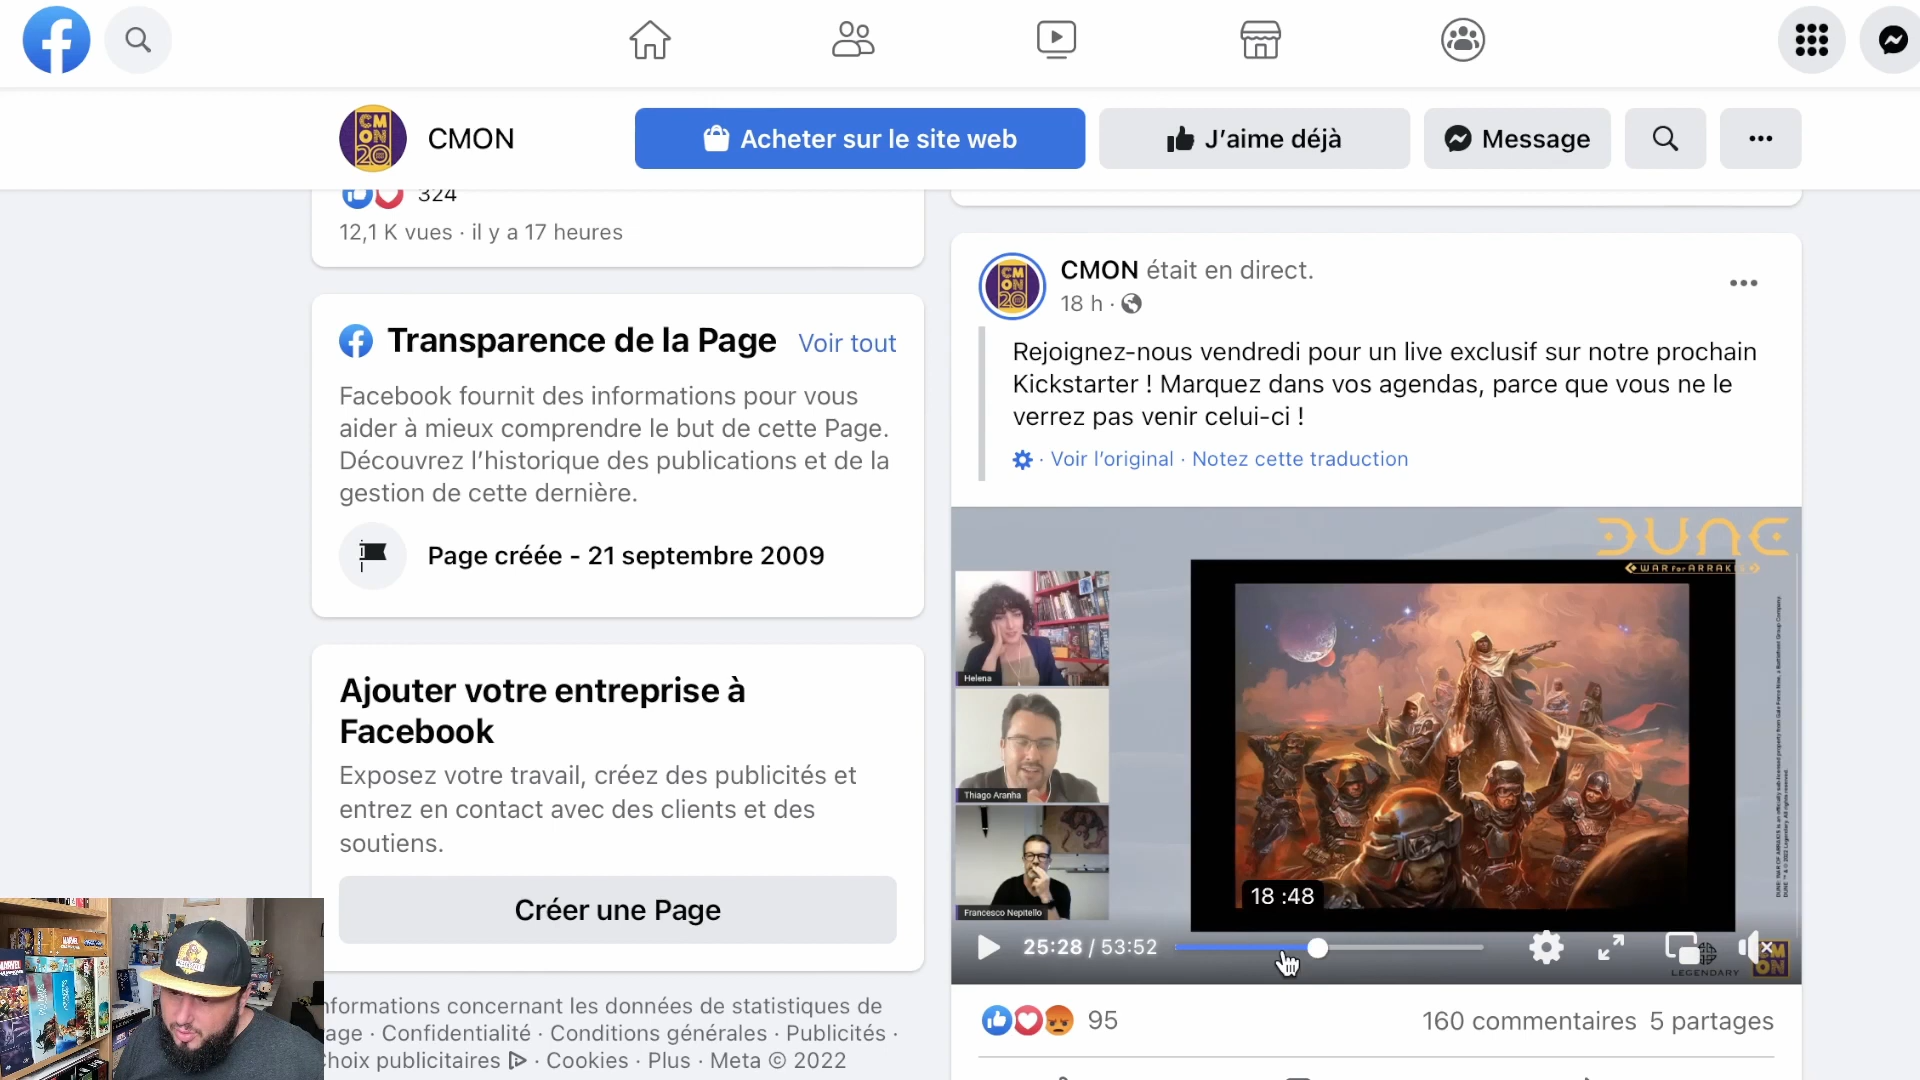 CMON
Acheter sur le site web
J’aime déjà
Message
324
12,1 K vues · il y a 17 heures
Transparence de la Page
Voir tout
Facebook fournit des informations pour vous
aider à mieux comprendre le but de cette Page.
Découvrez l’historique des publications et de la
gestion de cette dernière.
Page créée - 21 septembre 2009
Ajouter votre entreprise à
Facebook
Exposez votre travail, créez des publicités et
entrez en contact avec des clients et des
soutiens.
Créer une Page
nformations concernant les données de statistiques de
age · Confidentialité · Conditions générales · Publicités ·
hoix publicitaires · Cookies · Plus · Meta © 2022
CMON était en direct.
18 h ·
Rejoignez-nous vendredi pour un live exclusif sur notre prochain
Kickstarter ! Marquez dans vos agendas, parce que vous ne le
verrez pas venir celui-ci !
· Voir l’original · Notez cette traduction
DUNE
WAR for ARRAKIS
Helena
Thiago Aranha
Francesco Nepitello
18 :48
25:28 / 53:52
LEGENDARY
95
160 commentaires 5 partages